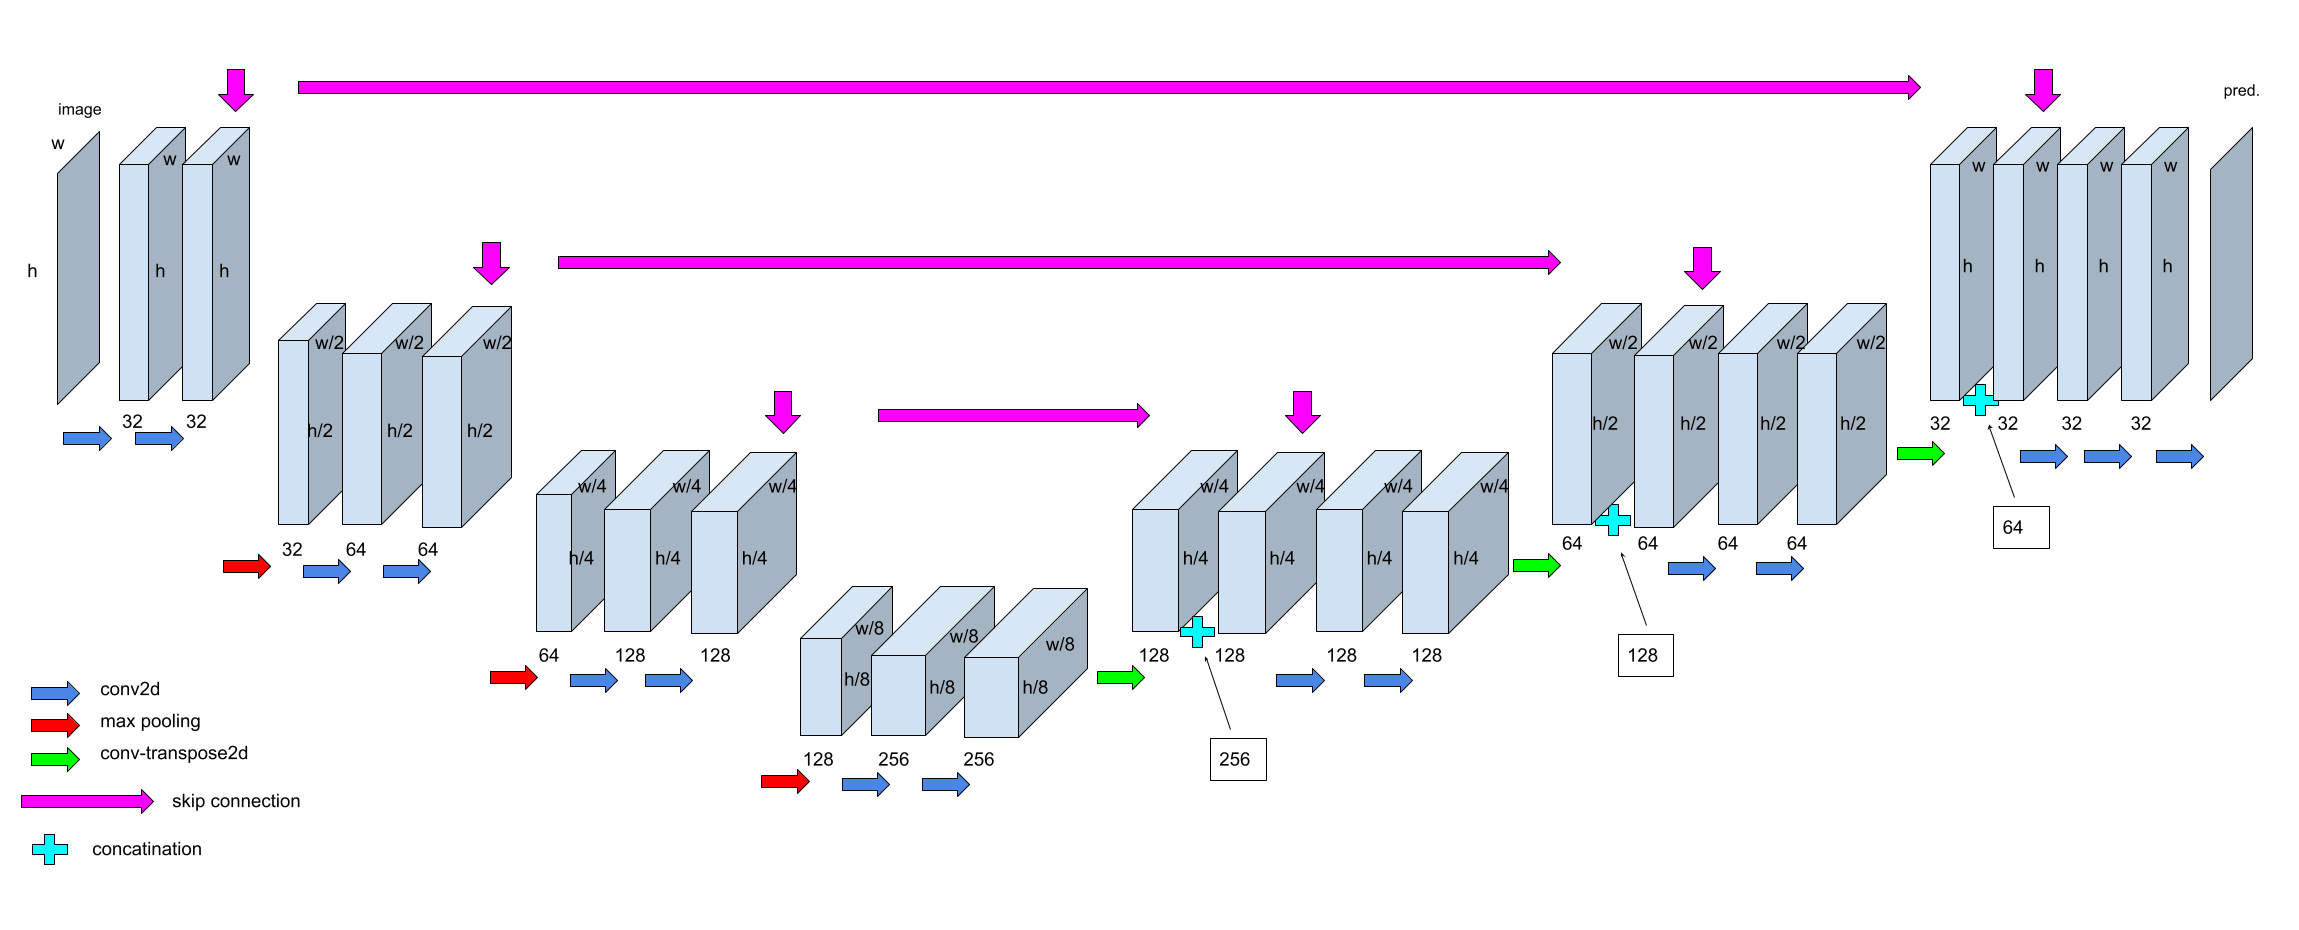 image
pred.
w
w
w
w
w
w
w
h
h
h
h
h
h
h
32
32
32
32
32
32
64
w/2
w/2
w/2
w/2
w/2
w/2
w/2
h/2
h/2
h/2
h/2
h/2
h/2
h/2
32
64
64
64
64
64
64
128
w/4
w/4
w/4
w/4
w/4
w/4
w/4
h/4
h/4
h/4
h/4
h/4
h/4
h/4
64
128
128
128
128
128
128
256
w/8
w/8
w/8
h/8
h/8
h/8
128
256
256
conv2d
max pooling
conv-transpose2d
skip connection
concatination